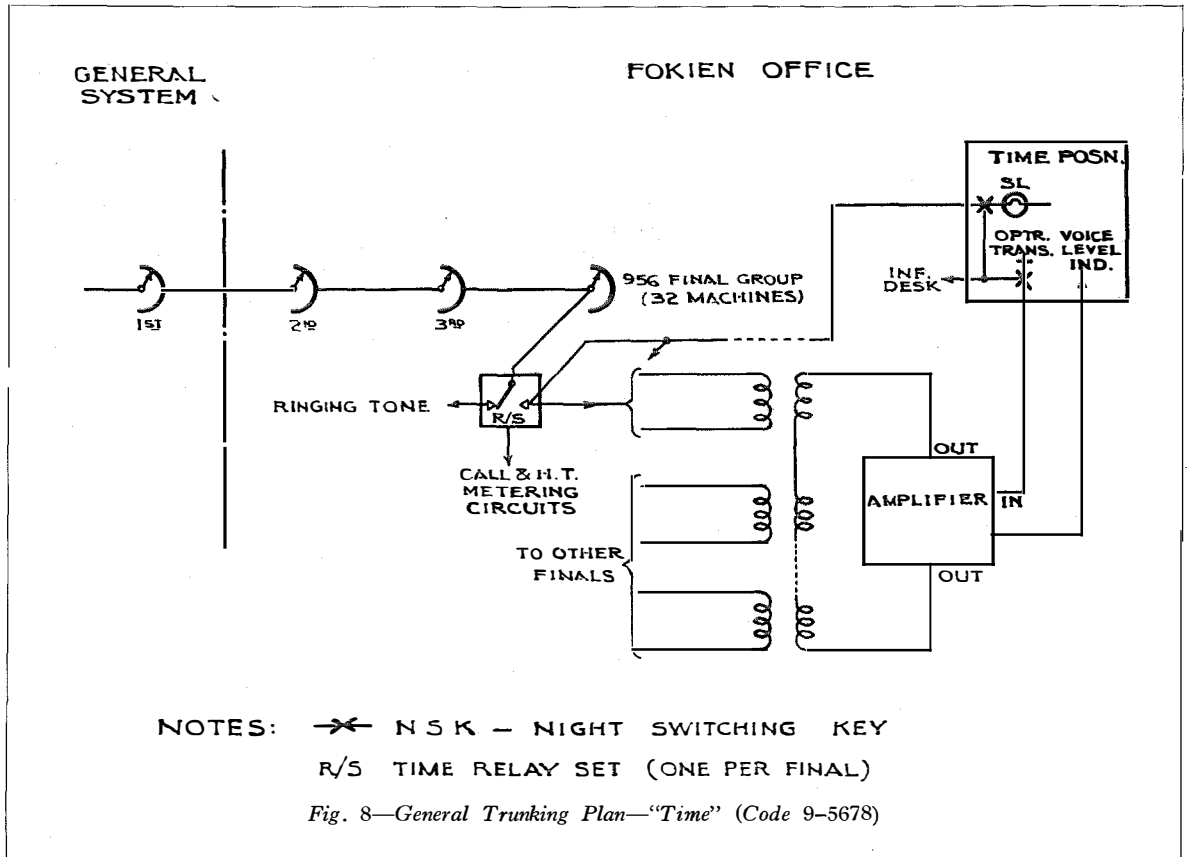 GENERAL
SYSTEM
FOKIEN OFFICE
TIME POSN.
SL
OPTR. VOICE
TRANS. LEVEL
IND.
INF.
DESK
956 FINAL GROUP
(32 MACHINES)
1ST
2ND
3RD
RINGING TONE
R/S
CALL & H.T.
METERING
CIRCUITS
OUT
AMPLIFIER
IN
TO OTHER
FINALS
OUT
NOTES: NSK – NIGHT SWITCHING KEY
R/S TIME RELAY SET (ONE PER FINAL)
Fig. 8—General Trunking Plan—“Time” (Code 9–5678)